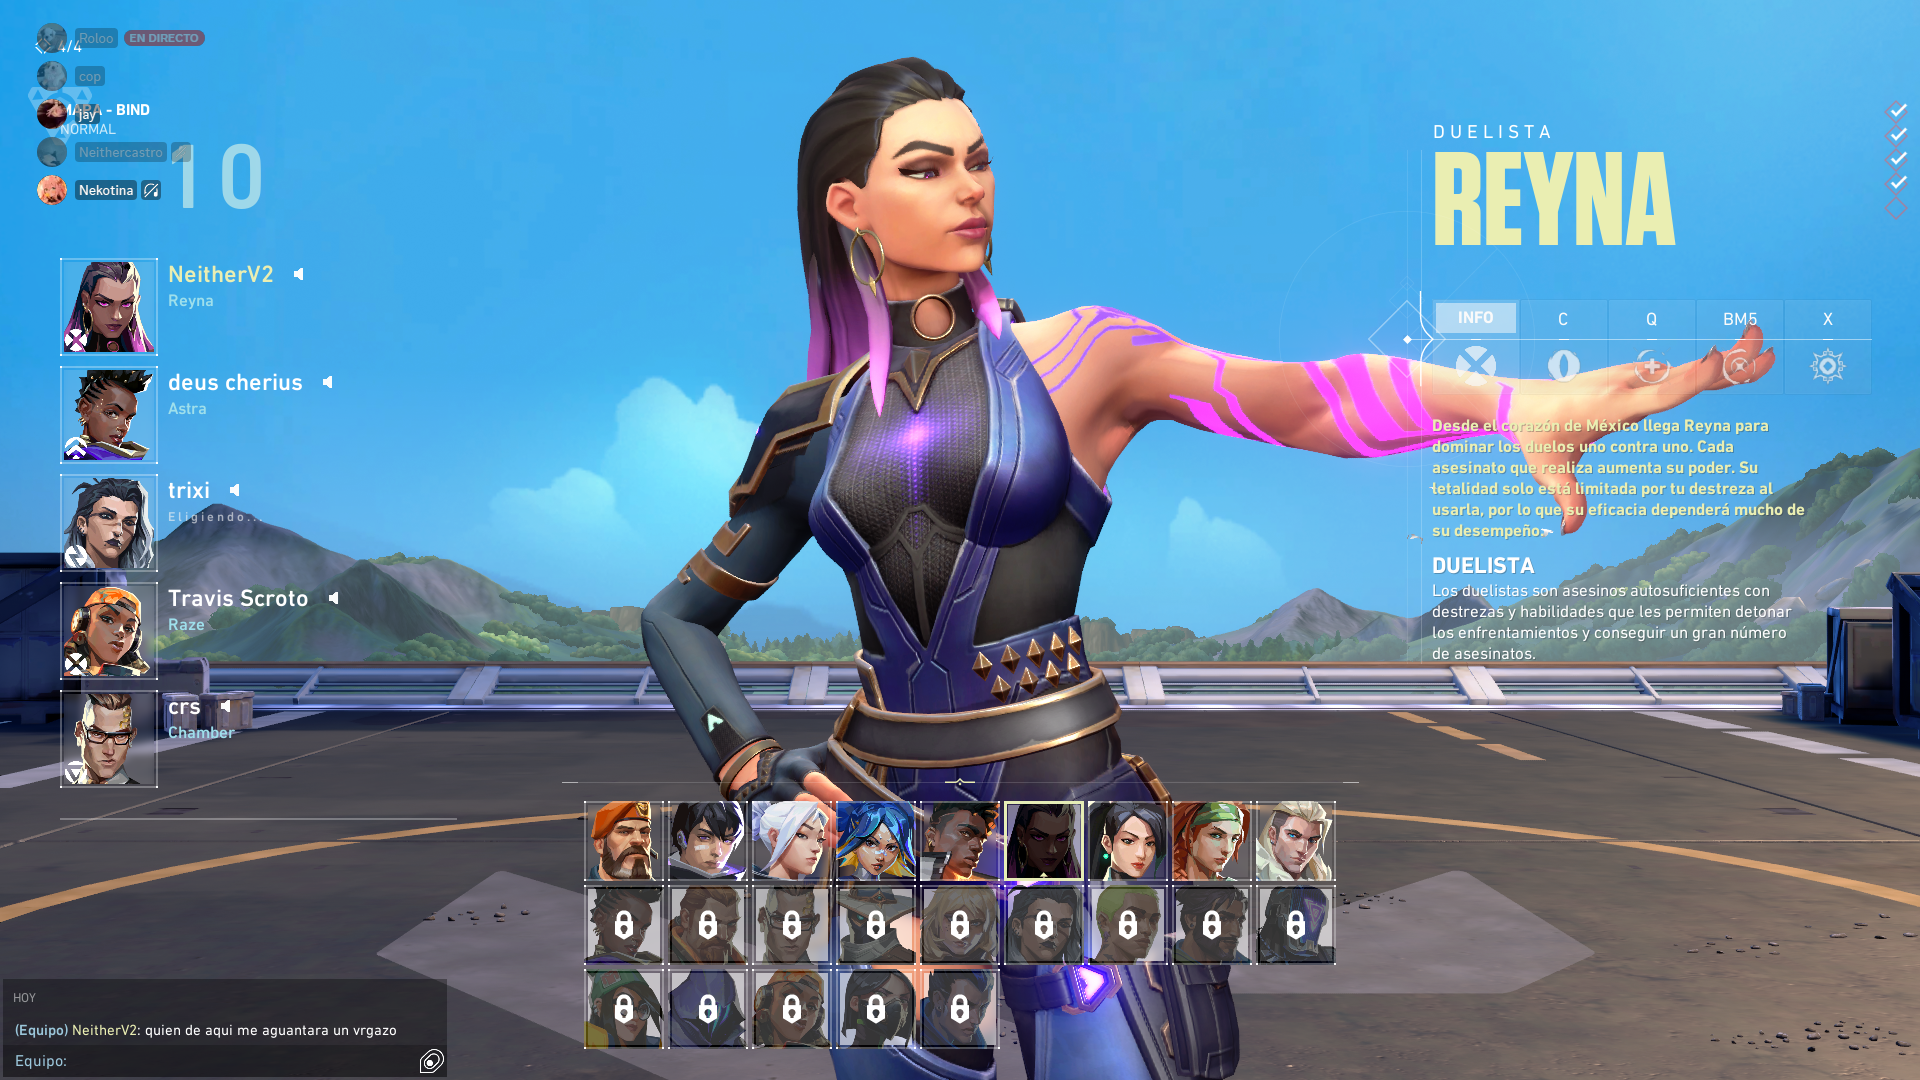 Roloo EN DIRECTO
4/4
cop
MAPA - BIND
jay
NORMAL
Neithercastro
10
Nekotina
NeitherV2
Reyna
deus cherius
Astra
trixi
Eligiendo...
Travis Scroto
Raze
crs
Chamber
DUELISTA
REYNA
INFO C Q BM5 X
Desde el corazón de México llega Reyna para
dominar los duelos uno contra uno. Cada
asesinato que realiza aumenta su poder. Su
letalidad solo está limitada por tu destreza al
usarla, por lo que su eficacia dependerá mucho de
su desempeño.
DUELISTA
Los duelistas son asesinos autosuficientes con
destrezas y habilidades que les permiten detonar
los enfrentamientos y conseguir un gran número
de asesinatos.
HOY
(Equipo) NeitherV2: quien de aqui me aguantara un vrgazo
Equipo: